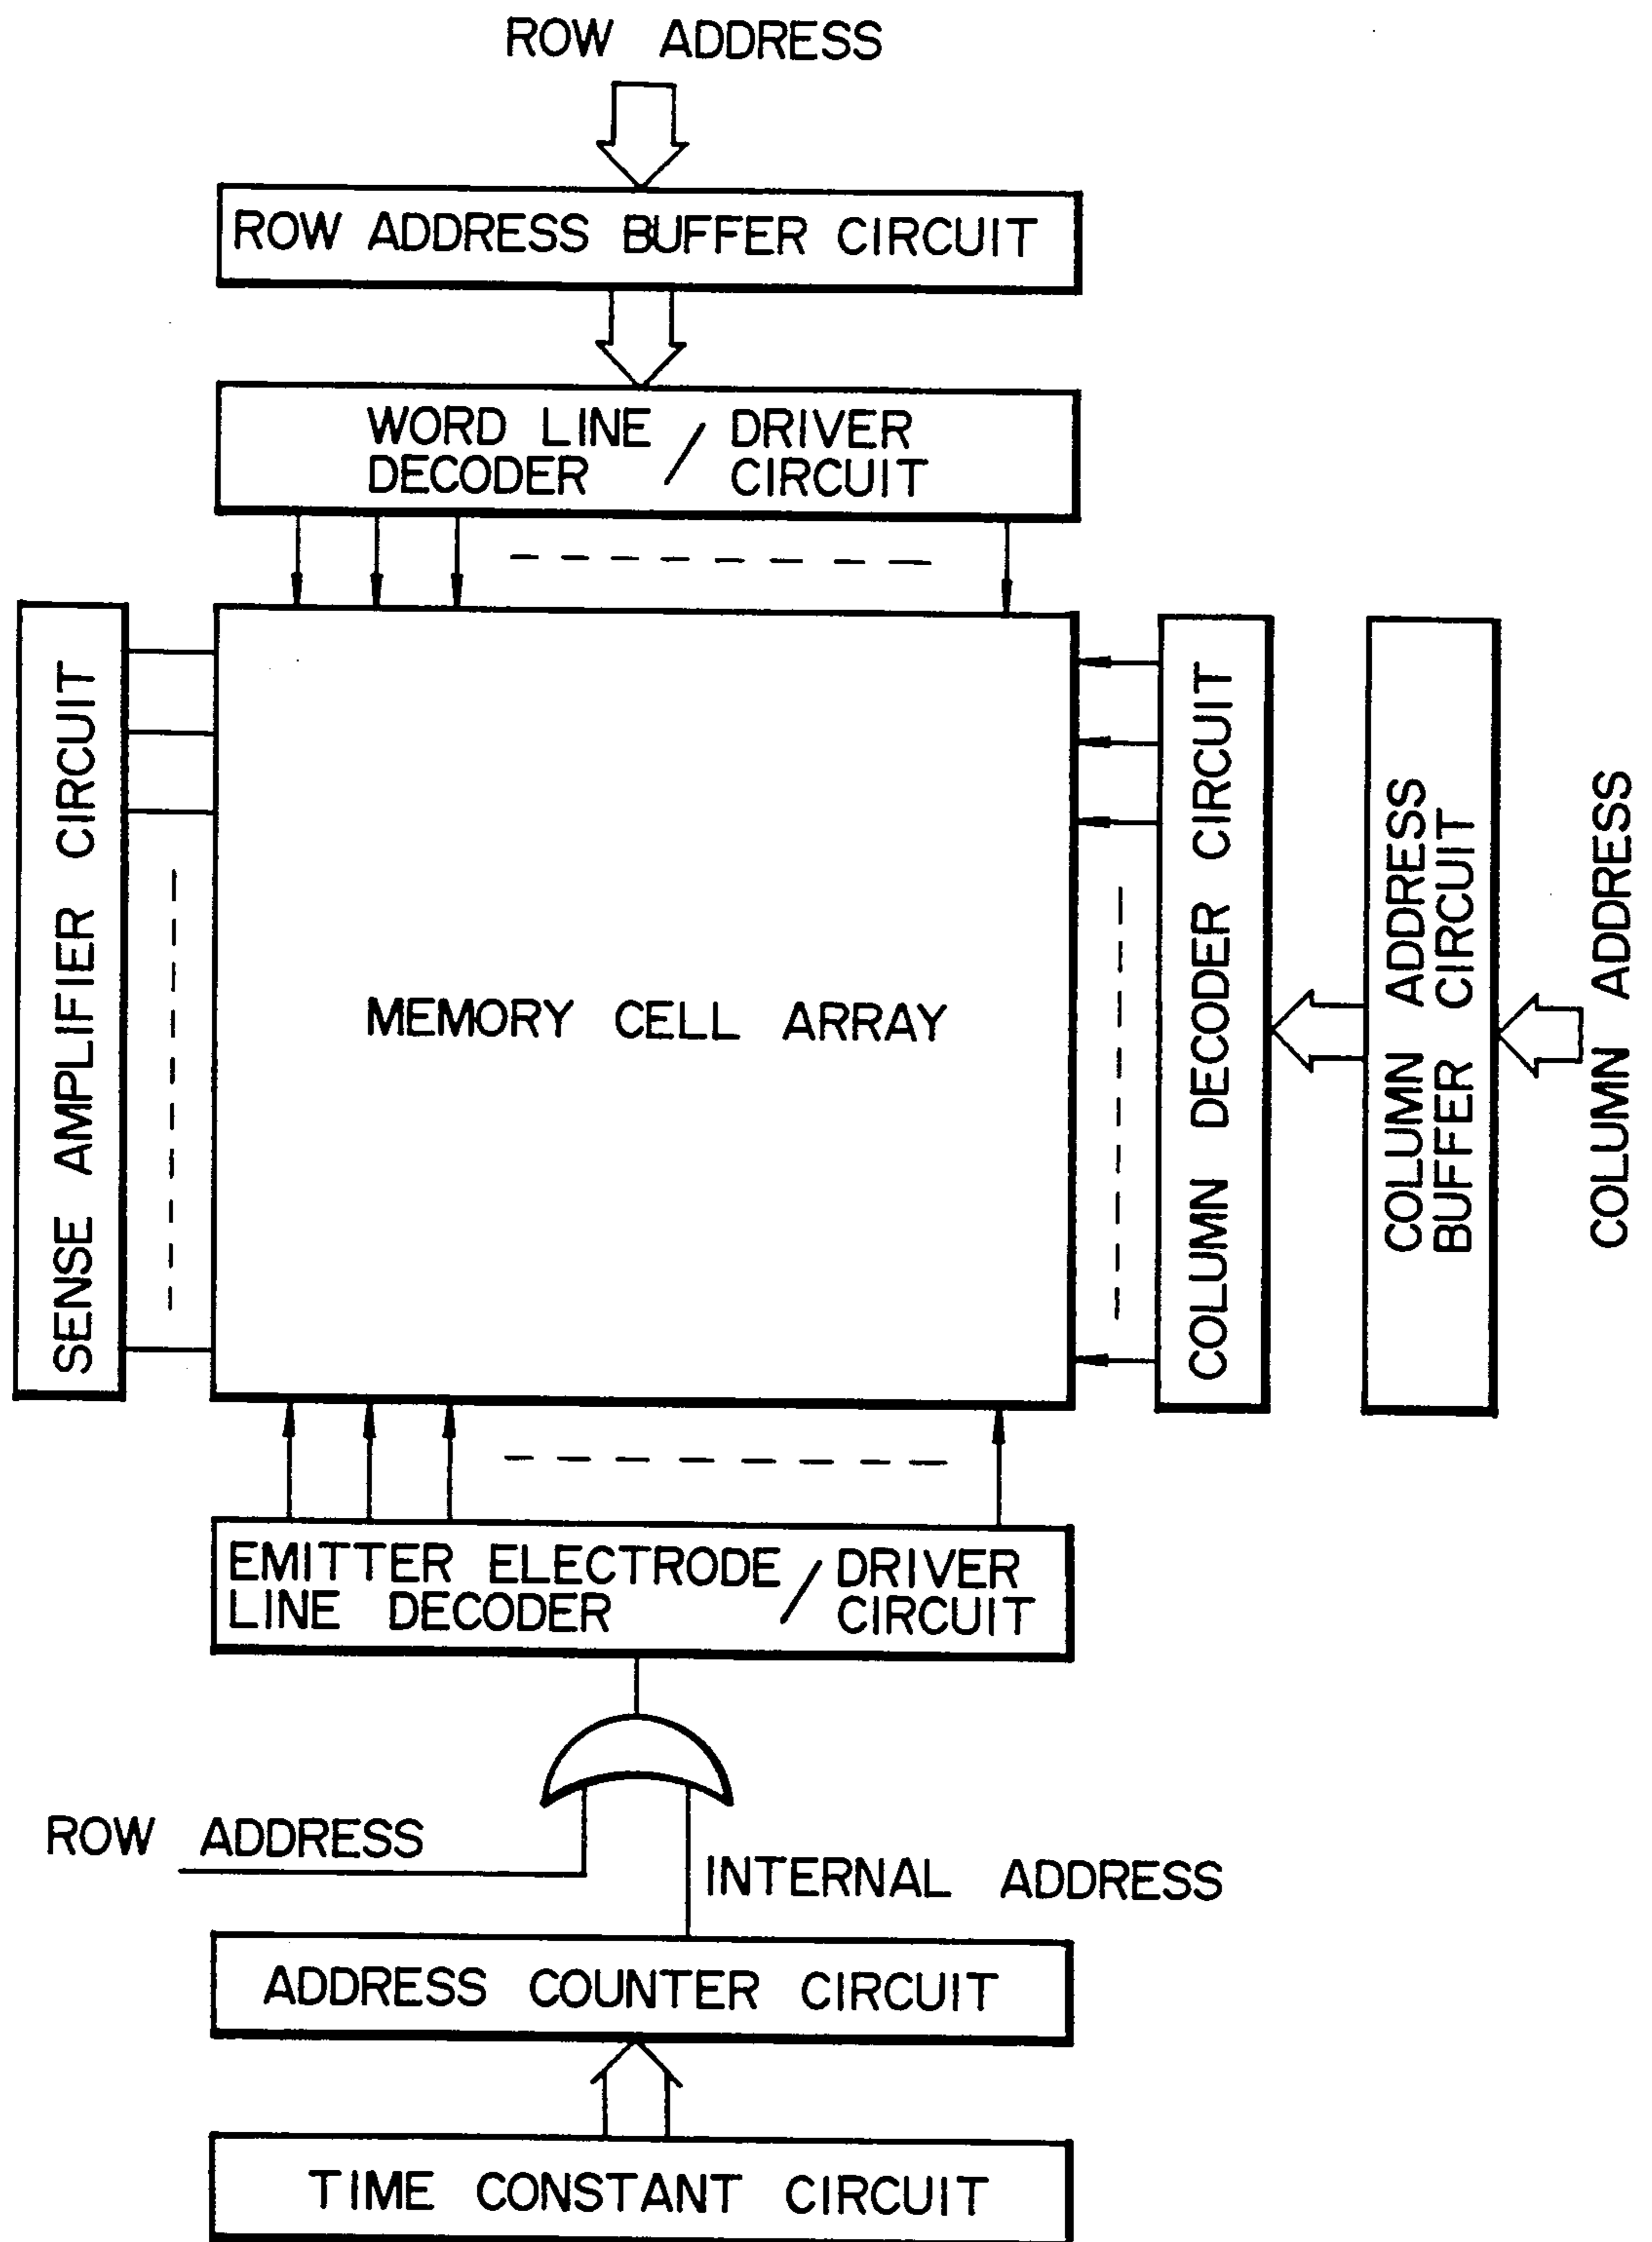 ROW ADDRESS
ROW ADDRESS BUFFER CIRCUIT
WORD LINE / DRIVER
DECODER CIRCUIT
SENSE AMPLIFIER CIRCUIT
MEMORY CELL ARRAY
COLUMN DECODER CIRCUIT
COLUMN ADDRESS
BUFFER CIRCUIT
COLUMN ADDRESS
EMITTER ELECTRODE / DRIVER
LINE DECODER CIRCUIT
ROW ADDRESS
INTERNAL ADDRESS
ADDRESS COUNTER CIRCUIT
TIME CONSTANT CIRCUIT